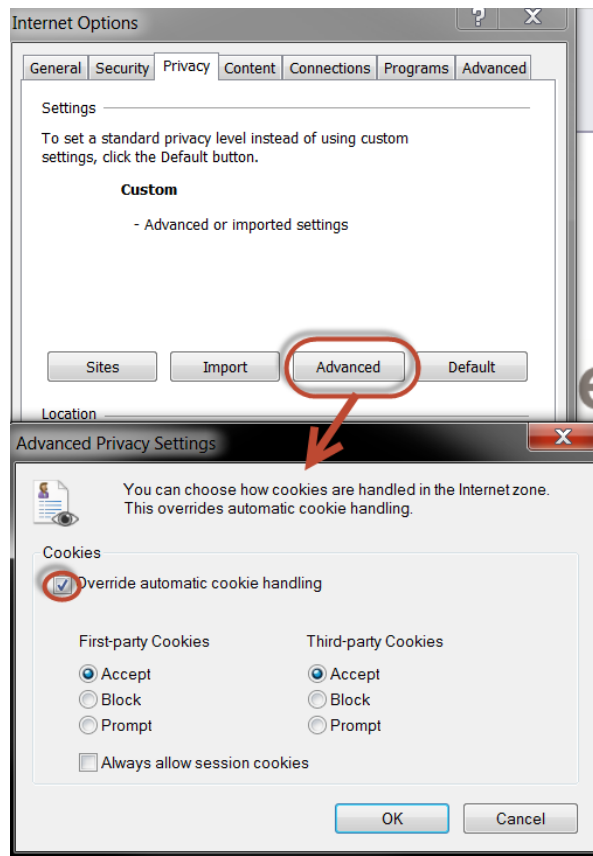 Internet Options
? X
General Security Privacy Content Connections Programs Advanced
Settings
To set a standard privacy level instead of using custom
settings, click the Default button.
Custom
- Advanced or imported settings
Sites Import Advanced Default
Location
Advanced Privacy Settings
X
You can choose how cookies are handled in the Internet zone.
This overrides automatic cookie handling.
Cookies
Override automatic cookie handling
First-party Cookies Third-party Cookies
Accept Accept
Block Block
Prompt Prompt
Always allow session cookies
OK Cancel